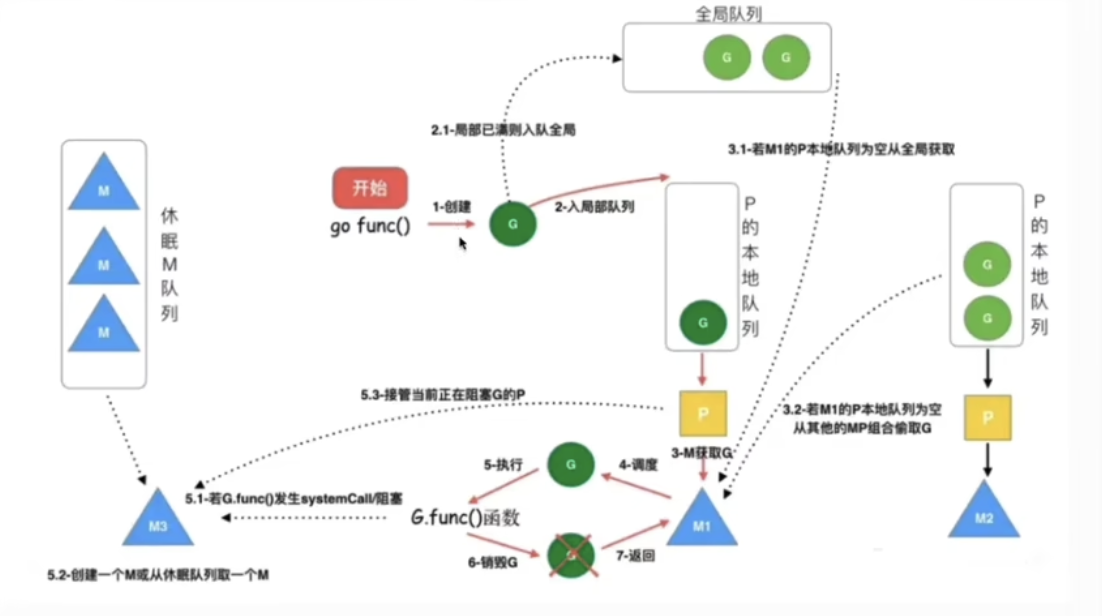 全局队列
G
G
2.1-局部已满则入队全局
3.1-若M1的P本地队列为空从全局获取
开始
go func()
1-创建
G
2-入局部队列
M
M
M
休眠M队列
G
P的本地队列
G
G
P的本地队列
5.3-接管当前正在阻塞G的P
P
3.2-若M1的P本地队列为空
从其他的MP组合偷取G
P
3-M获取G
5-执行
G
4-调度
5.1-若G.func()发生systemCall/阻塞
G.func()函数
M3
M1
M2
6-销毁G
G
7-返回
5.2-创建一个M或从休眠队列取一个M